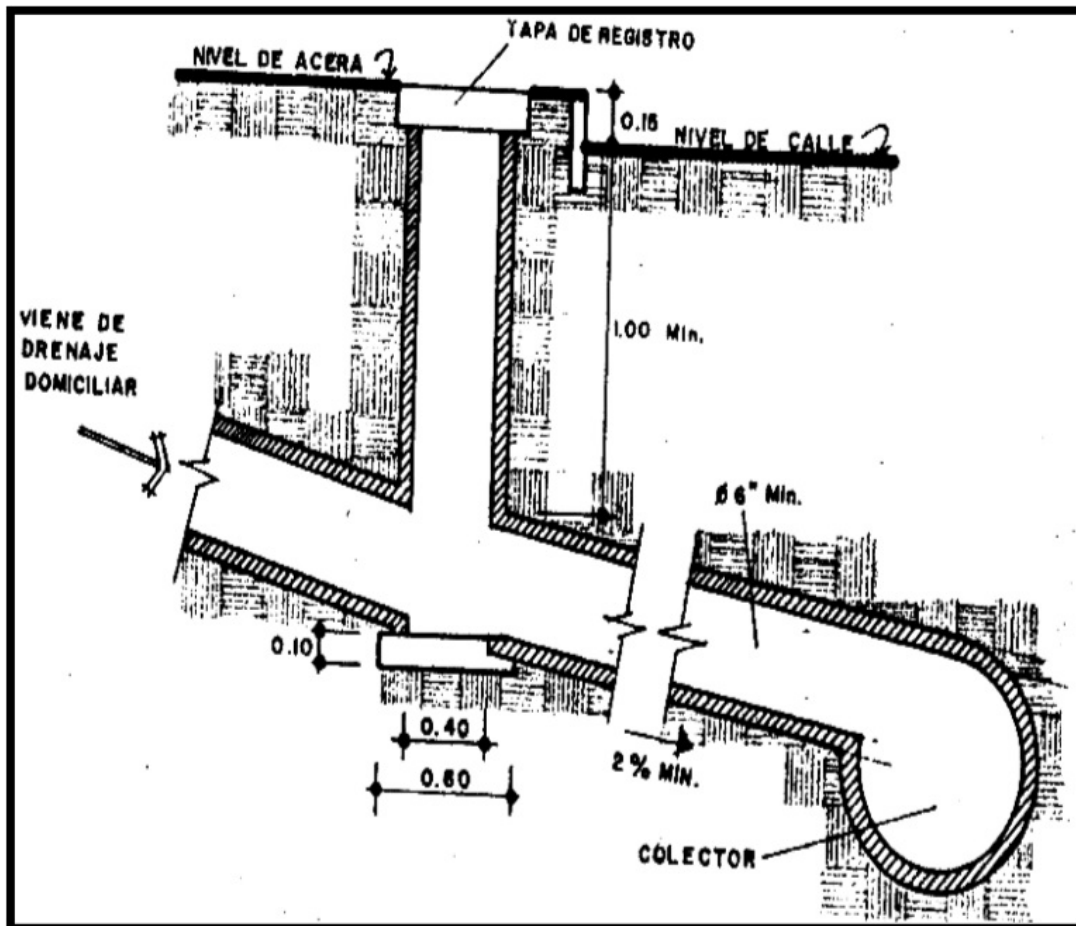 TAPA DE REGISTRO
NIVEL DE ACERA
0.15
NIVEL DE CALLE
1.00 Min.
VIENE DE
DRENAJE
DOMICILIAR
Ø 6" Min.
0.10
0.40
0.60
2% MIN.
COLECTOR